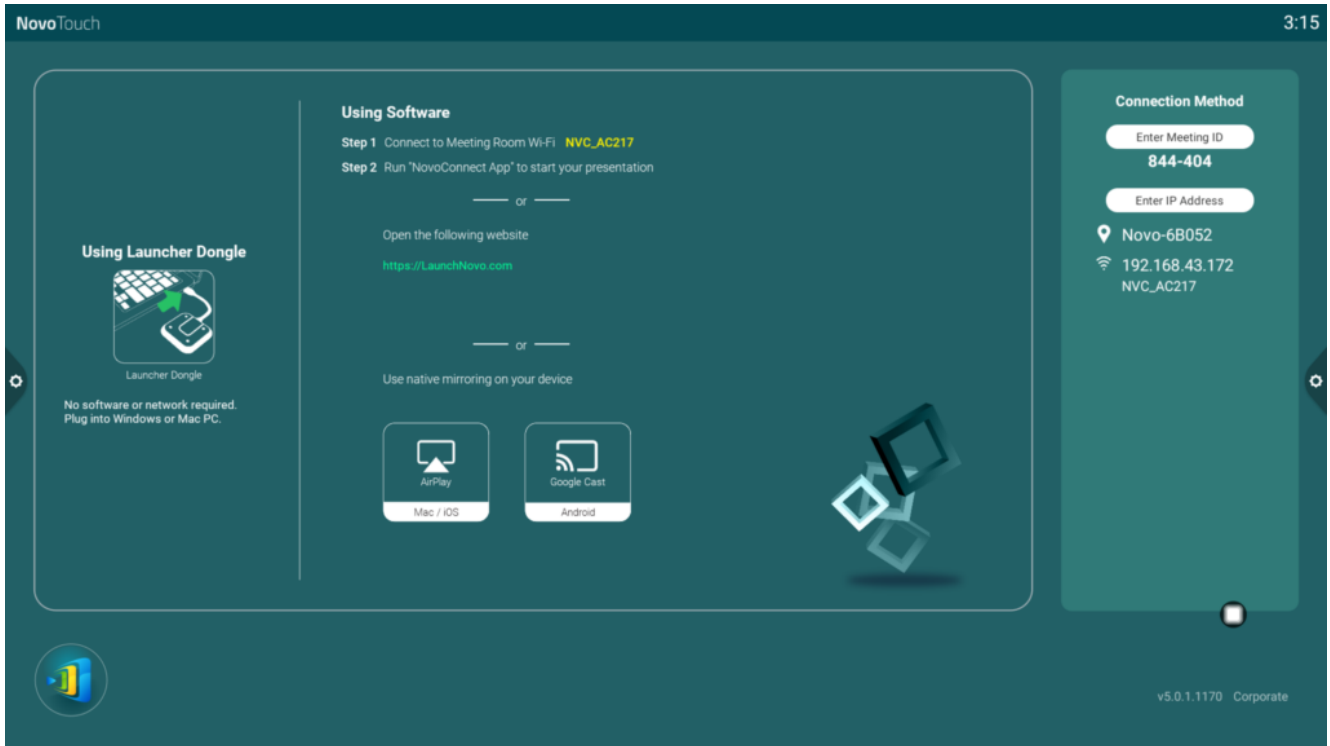 NovoTouch
3:15
Using Launcher Dongle
Launcher Dongle
No software or network required.
Plug into Windows or Mac PC.
Using Software
Step 1 Connect to Meeting Room Wi-Fi NVC_AC217
Step 2 Run "NovoConnect App" to start your presentation
or
Open the following website
https://LaunchNovo.com
or
Use native mirroring on your device
AirPlay
Mac / iOS
Google Cast
Android
Connection Method
Enter Meeting ID
844-404
Enter IP Address
Novo-6B052
192.168.43.172
NVC_AC217
v5.0.1.1170 Corporate